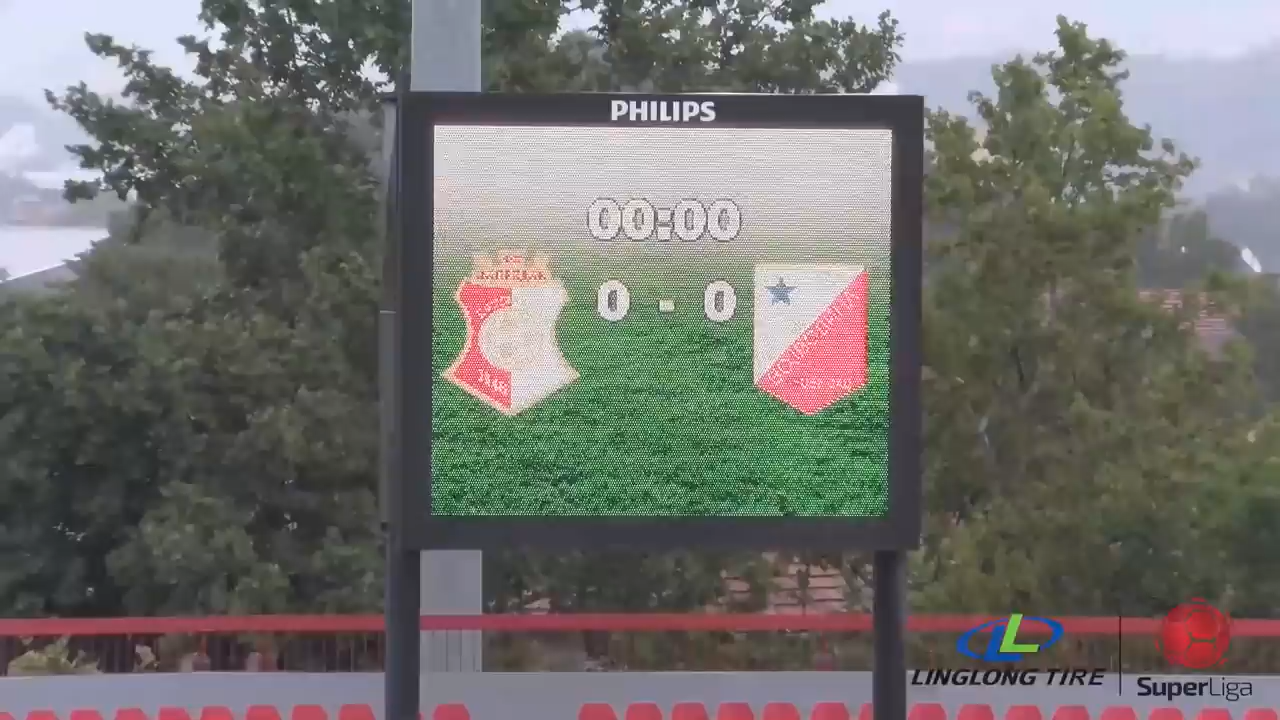 PHILIPS
00:00
0 - 0
LINGLONG TIRE
SuperLiga